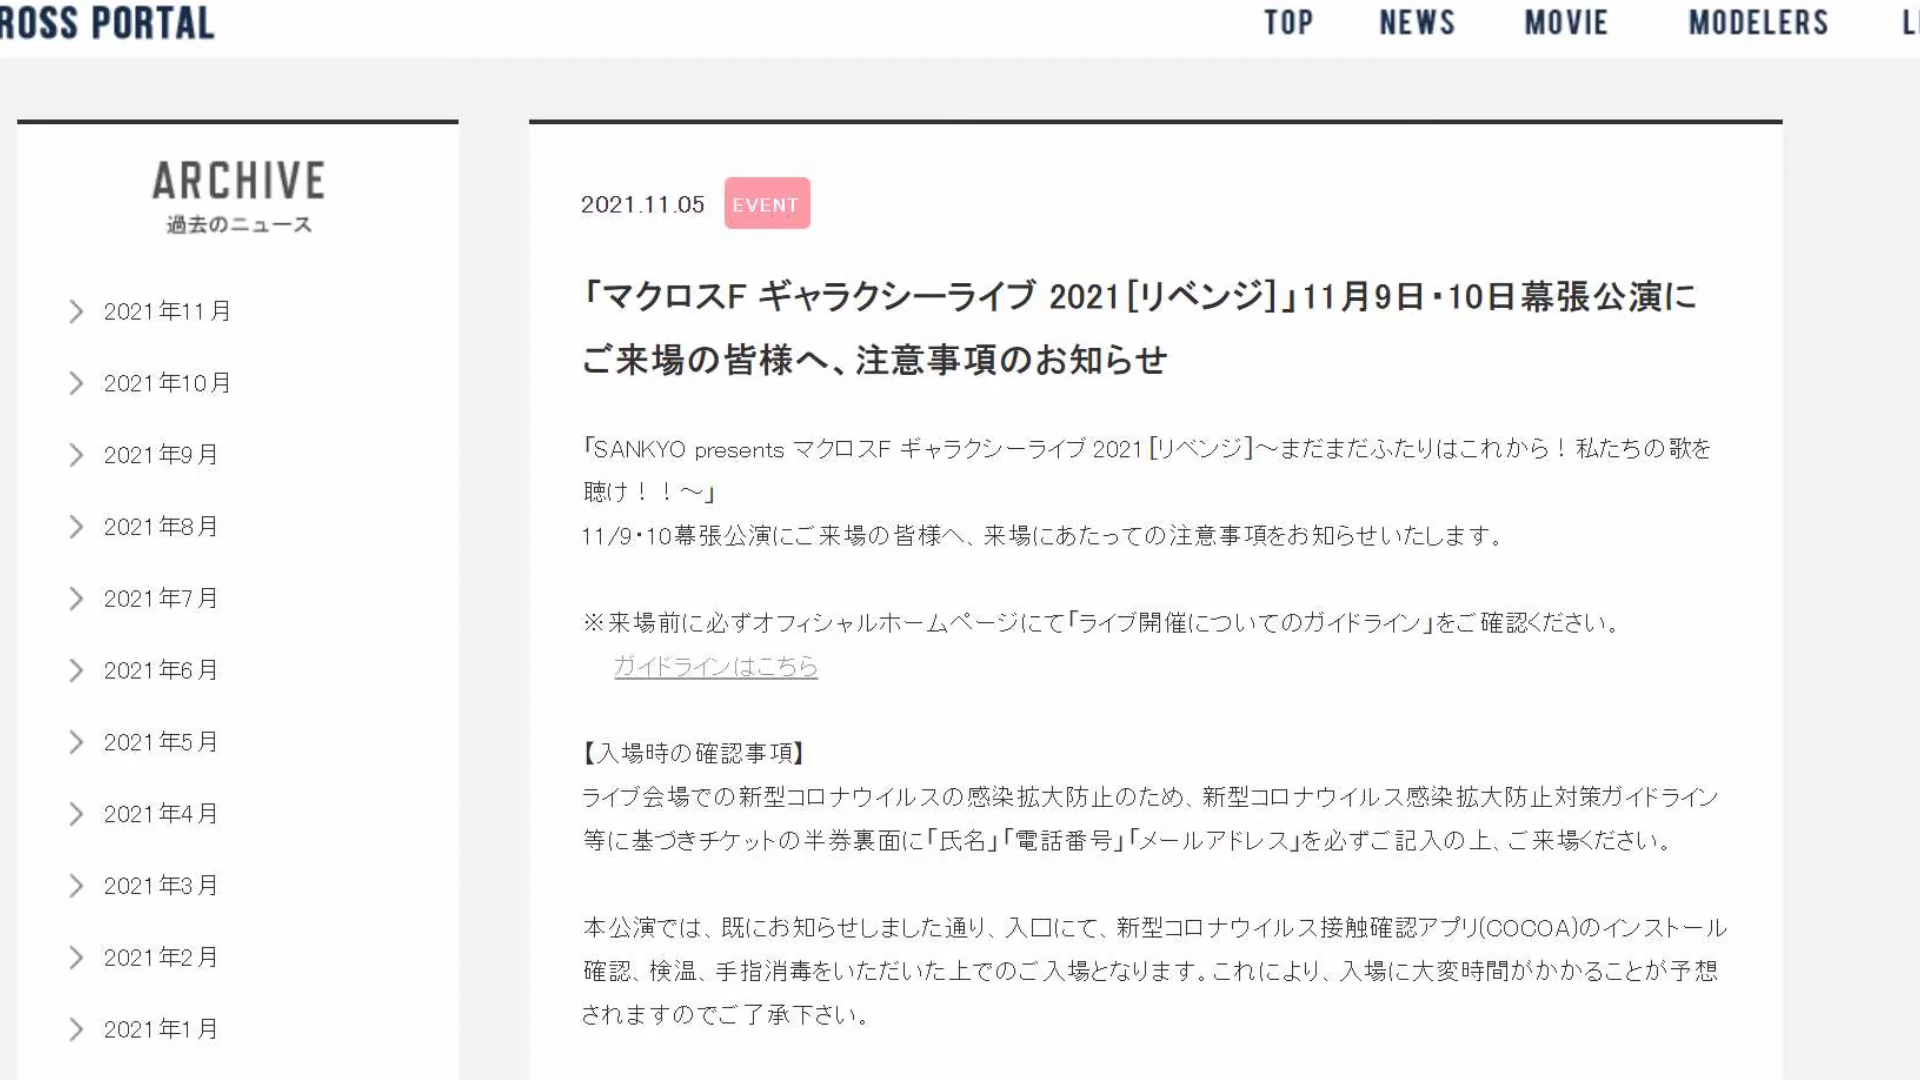 ROSS PORTAL
TOP
NEWS
MOVIE
MODELERS
ARCHIVE
過去のニュース
2021年11月
2021年10月
2021年9月
2021年8月
2021年7月
2021年6月
2021年5月
2021年4月
2021年3月
2021年2月
2021年1月
2021.11.05 EVENT
「マクロスF ギャラクシーライブ 2021[リベンジ]」11月9日・10日幕張公演に
ご来場の皆様へ、注意事項のお知らせ
「SANKYO presents マクロスF ギャラクシーライブ 2021[リベンジ]～まだまだふたりはこれから！私たちの歌を
聴け！！～」
11/9・10幕張公演にご来場の皆様へ、来場にあたっての注意事項をお知らせいたします。
※来場前に必ずオフィシャルホームページにて「ライブ開催についてのガイドライン」をご確認ください。
ガイドラインはこちら
【入場時の確認事項】
ライブ会場での新型コロナウイルスの感染拡大防止のため、新型コロナウイルス感染拡大防止対策ガイドライン
等に基づきチケットの半券裏面に「氏名」「電話番号」「メールアドレス」を必ずご記入の上、ご来場ください。
本公演では、既にお知らせしました通り、入口にて、新型コロナウイルス接触確認アプリ(COCOA)のインストール
確認、検温、手指消毒をいただいた上でのご入場となります。これにより、入場に大変時間がかかることが予想
されますのでご了承下さい。